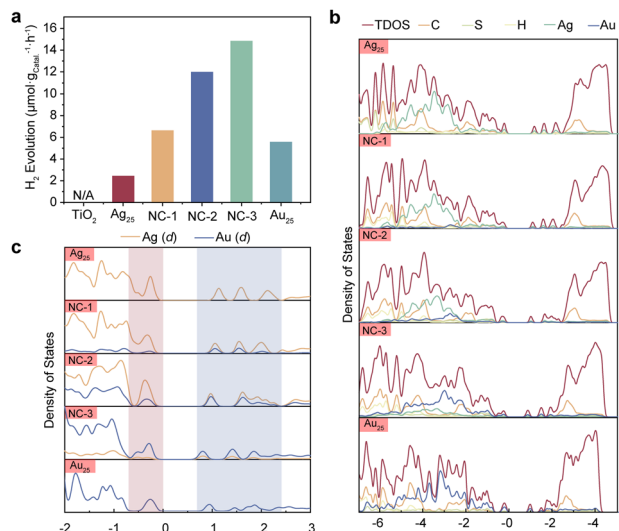 a
H₂ Evolution (μmol·g_Catal.⁻¹·h⁻¹)
16
14
12
10
8
6
4
2
0
N/A
TiO₂ Ag₂₅ NC-1 NC-2 NC-3 Au₂₅
b
TDOS C S H Ag Au
Density of States
Ag₂₅
NC-1
NC-2
NC-3
Au₂₅
-6 -4 -2 -0 -2 -4
c
Ag (d) Au (d)
Density of States
Ag₂₅
NC-1
NC-2
NC-3
Au₂₅
-2 -1 0 1 2 3